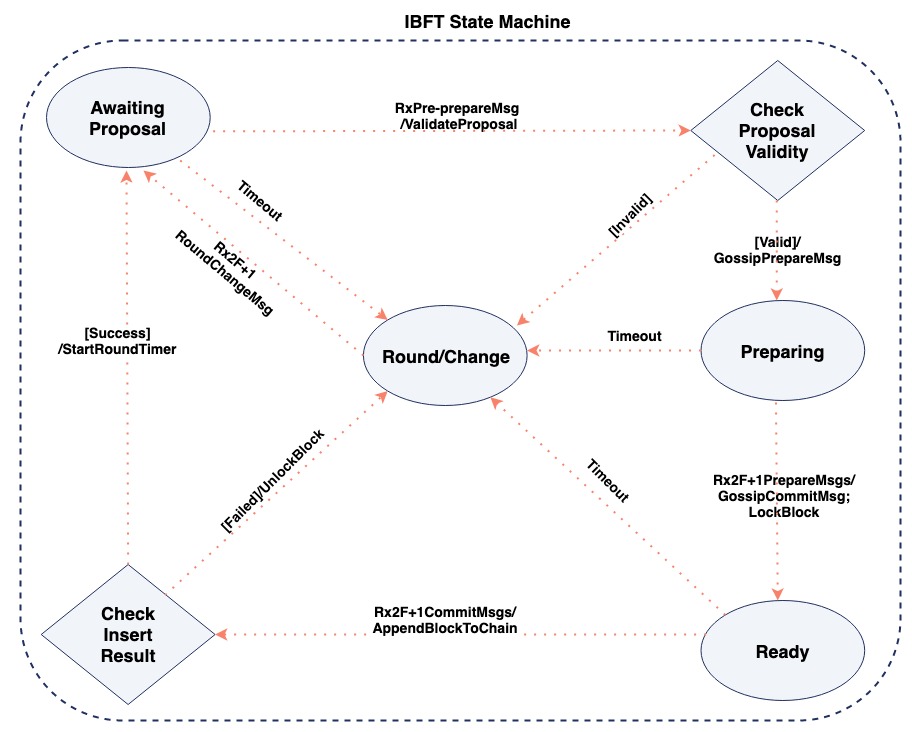 IBFT State Machine
Awaiting
Proposal
RxPre-prepareMsg
/ValidateProposal
Check
Proposal
Validity
Timeout
Rx2F+1
RoundChangeMsg
[Invalid]
[Valid]/
GossipPrepareMsg
[Success]
/StartRoundTimer
Round/Change
Timeout
Preparing
[Failed]/UnlockBlock
Timeout
Rx2F+1PrepareMsgs/
GossipCommitMsg;
LockBlock
Check
Insert
Result
Rx2F+1CommitMsgs/
AppendBlockToChain
Ready